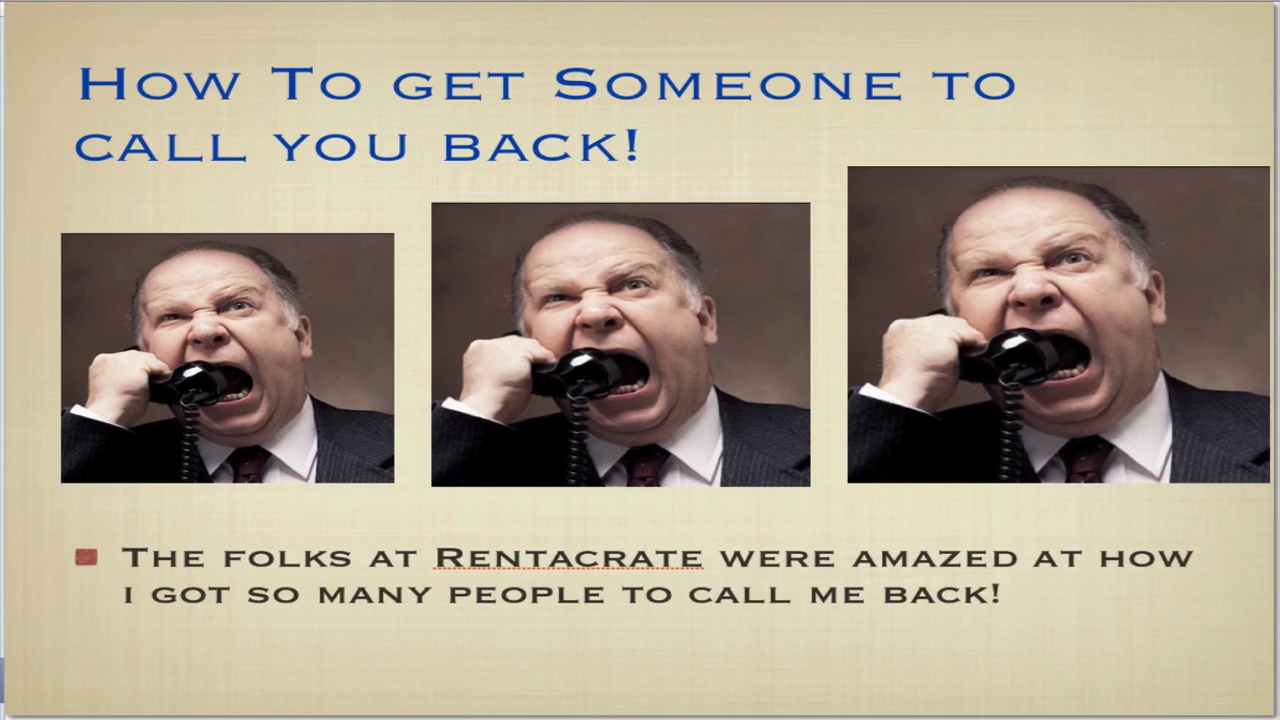 How To get Someone to
call you back!
The folks at Rentacrate were amazed at how
I got so many people to call me back!